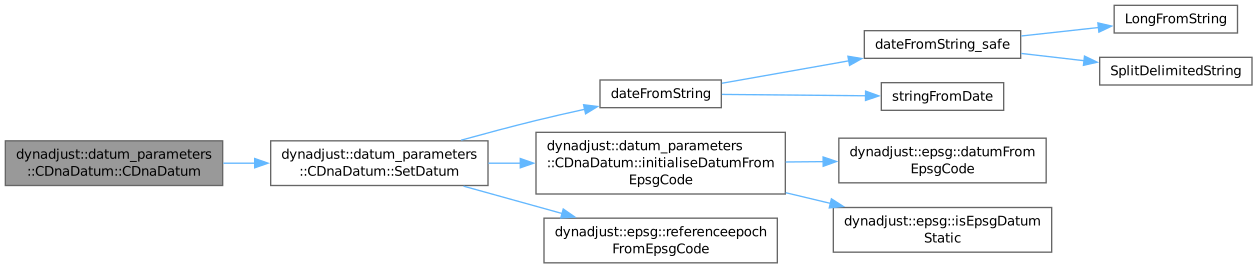 dynadjust::datum_parameters
::CDnaDatum::CDnaDatum
dynadjust::datum_parameters
::CDnaDatum::SetDatum
dateFromString
dateFromString_safe
LongFromString
SplitDelimitedString
stringFromDate
dynadjust::datum_parameters
::CDnaDatum::initialiseDatumFrom
EpsgCode
dynadjust::epsg::datumFrom
EpsgCode
dynadjust::epsg::isEpsgDatum
Static
dynadjust::epsg::referenceepoch
FromEpsgCode